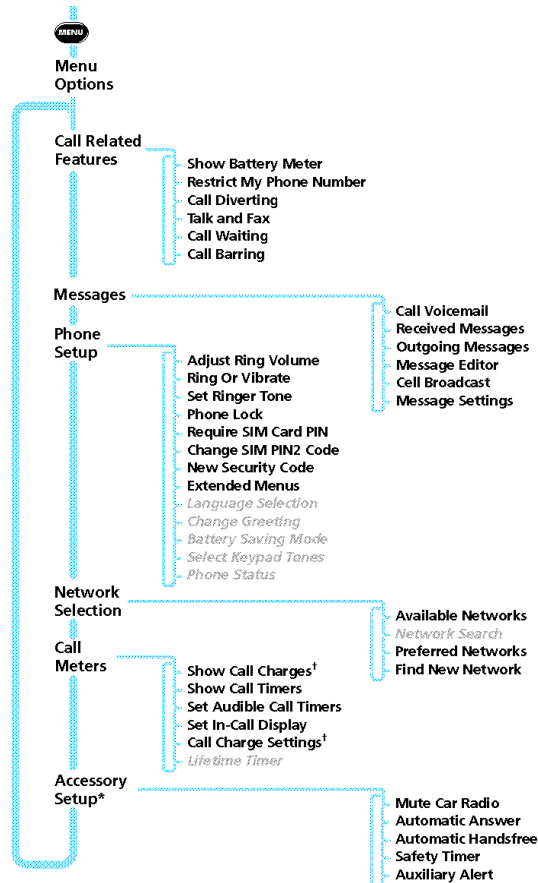 MENU
Menu
Options
Call Related
Features
Show Battery Meter
Restrict My Phone Number
Call Diverting
Talk and Fax
Call Waiting
Call Barring
Messages
Call Voicemail
Received Messages
Outgoing Messages
Message Editor
Cell Broadcast
Message Settings
Phone
Setup
Adjust Ring Volume
Ring Or Vibrate
Set Ringer Tone
Phone Lock
Require SIM Card PIN
Change SIM PIN2 Code
New Security Code
Extended Menus
Language Selection
Change Greeting
Battery Saving Mode
Select Keypad Tones
Phone Status
Network
Selection
Available Networks
Network Search
Preferred Networks
Find New Network
Call
Meters
Show Call Charges†
Show Call Timers
Set Audible Call Timers
Set In-Call Display
Call Charge Settings†
Lifetime Timer
Accessory
Setup*
Mute Car Radio
Automatic Answer
Automatic Handsfree
Safety Timer
Auxiliary Alert